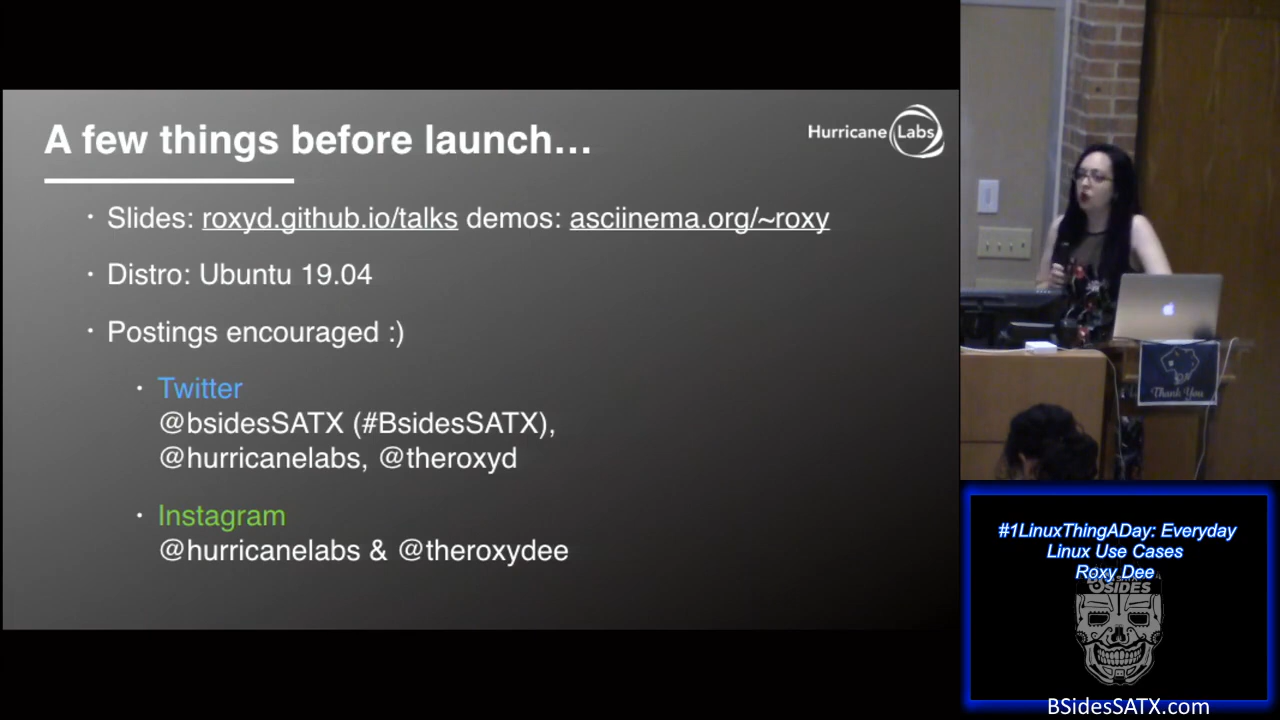 A few things before launch...
Hurricane Labs
· Slides: roxyd.github.io/talks demos: asciinema.org/~roxy
· Distro: Ubuntu 19.04
· Postings encouraged :)
· Twitter
@bsidesSATX (#BsidesSATX),
@hurricanelabs, @theroxyd
· Instagram
@hurricanelabs & @theroxydee
Thank You
#1LinuxThingADay: Everyday
Linux Use Cases
Roxy Dee
BSIDES
BSidesSATX.com